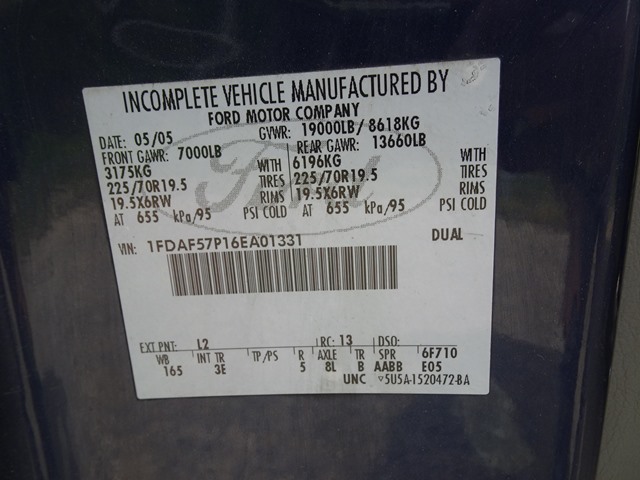 INCOMPLETE VEHICLE MANUFACTURED BY
FORD MOTOR COMPANY
DATE: 05/05 GVWR: 19000LB/ 8618KG
FRONT GAWR: 7000LB REAR GAWR: 13660LB
3175KG WITH 6196KG WITH
225/70R19.5 TIRES 225/70R19.5 TIRES
19.5X6RW RIMS 19.5X6RW RIMS
AT 655 kPa/95 PSI COLD AT 655 kPa/95 PSI COLD
VIN: 1FDAF57P16EA01331 DUAL
Ford
EXT PNT: L2 RC: 13 DSO:
WB INT TR TP/PS R AXLE TR SPR 6F710
165 3E 5 8L B AABB E05
UNC ▽5U5A-1520472-BA